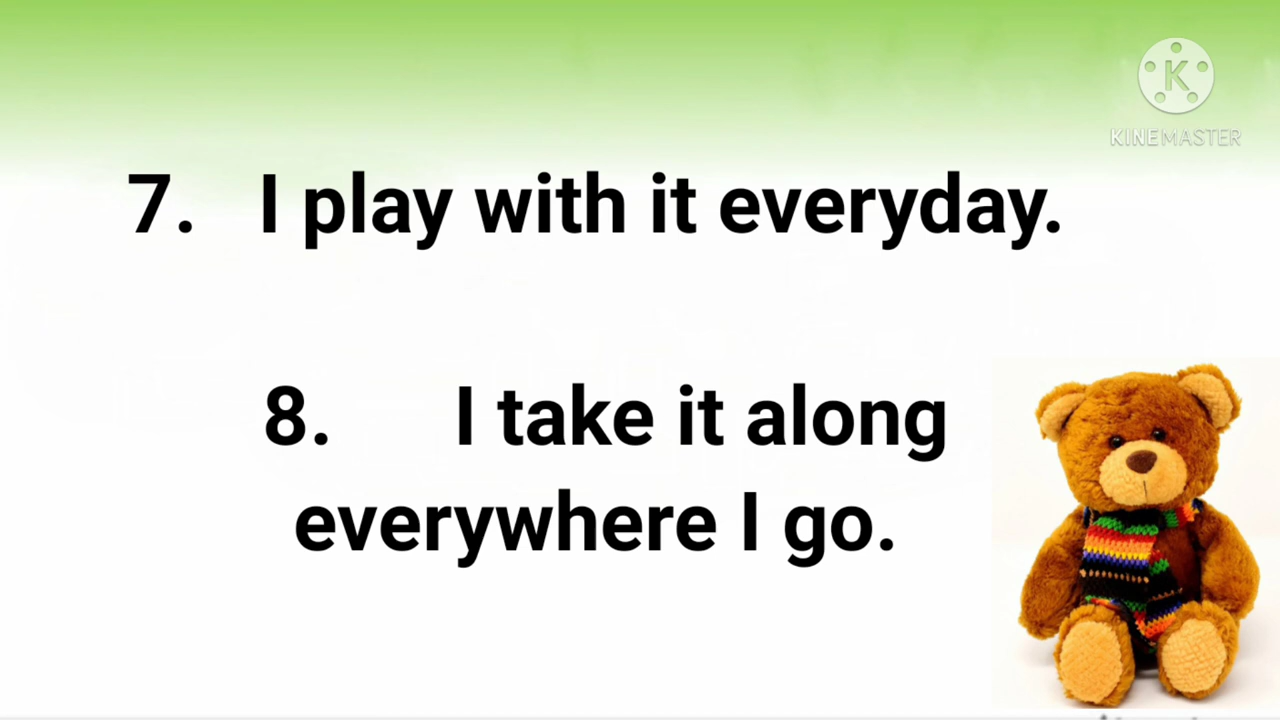 K
KINEMASTER
7. I play with it everyday.
8. I take it along
everywhere I go.